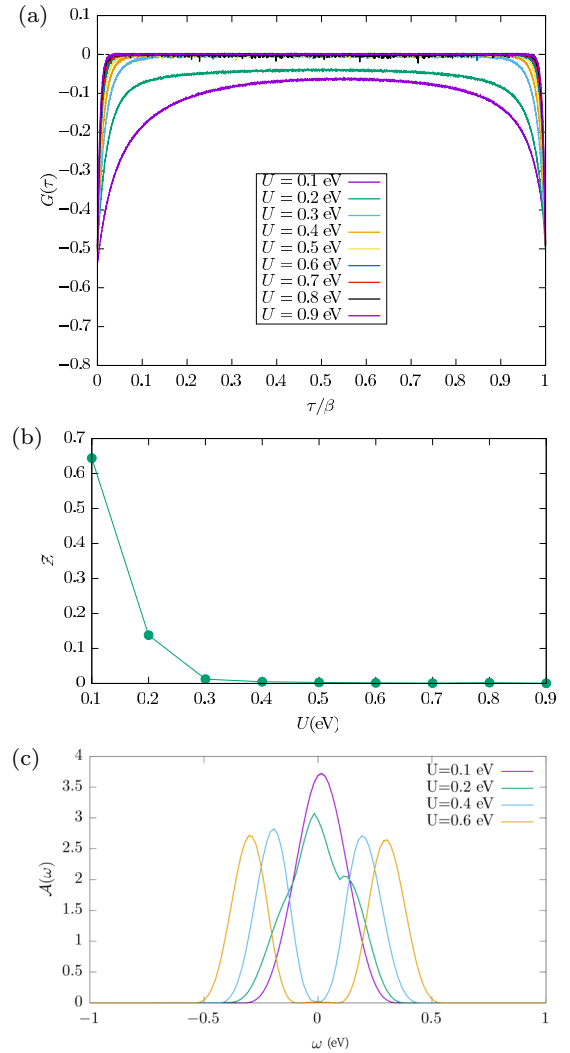 (a)
0.1
0
−0.1
−0.2
−0.3
−0.4
−0.5
−0.6
−0.7
−0.8
G(τ)
U = 0.1 eV
U = 0.2 eV
U = 0.3 eV
U = 0.4 eV
U = 0.5 eV
U = 0.6 eV
U = 0.7 eV
U = 0.8 eV
U = 0.9 eV
0 0.1 0.2 0.3 0.4 0.5 0.6 0.7 0.8 0.9 1
τ/β
(b)
0.7
0.6
0.5
0.4
0.3
0.2
0.1
0
𝒵
0.1 0.2 0.3 0.4 0.5 0.6 0.7 0.8 0.9
U(eV)
(c)
4
3.5
3
2.5
2
1.5
1
0.5
0
𝒜(ω)
U=0.1 eV
U=0.2 eV
U=0.4 eV
U=0.6 eV
−1 −0.5 0 0.5 1
ω (eV)